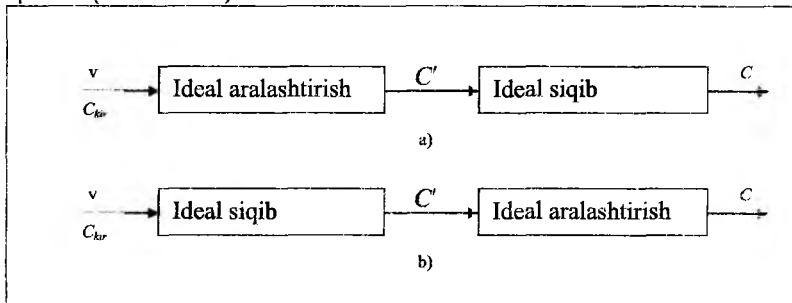 v Ideal aralashtirish C' Ideal siqib C
C_kir
a)
v Ideal siqib C' Ideal aralashtirish C
C_kir
b)